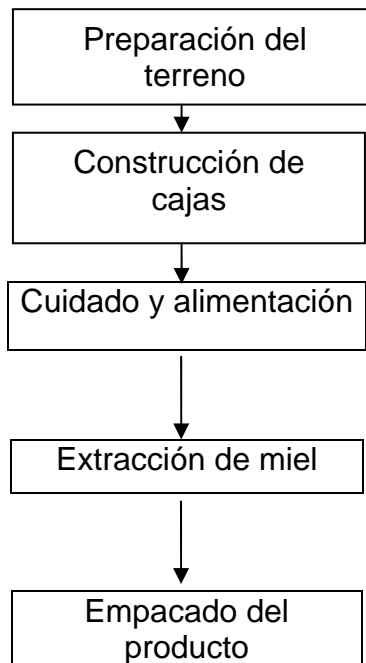 Preparación del
terreno
Construcción de
cajas
Cuidado y alimentación
Extracción de miel
Empacado del
producto